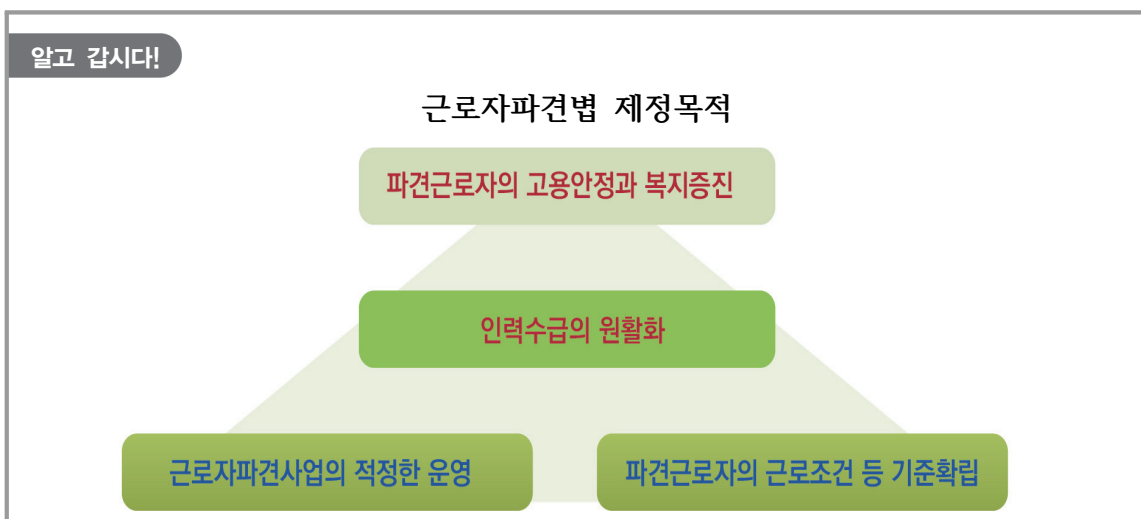 알고 갑시다!
근로자파견법 제정목적
파견근로자의 고용안정과 복지증진
인력수급의 원활화
근로자파견사업의 적정한 운영
파견근로자의 근로조건 등 기준확립